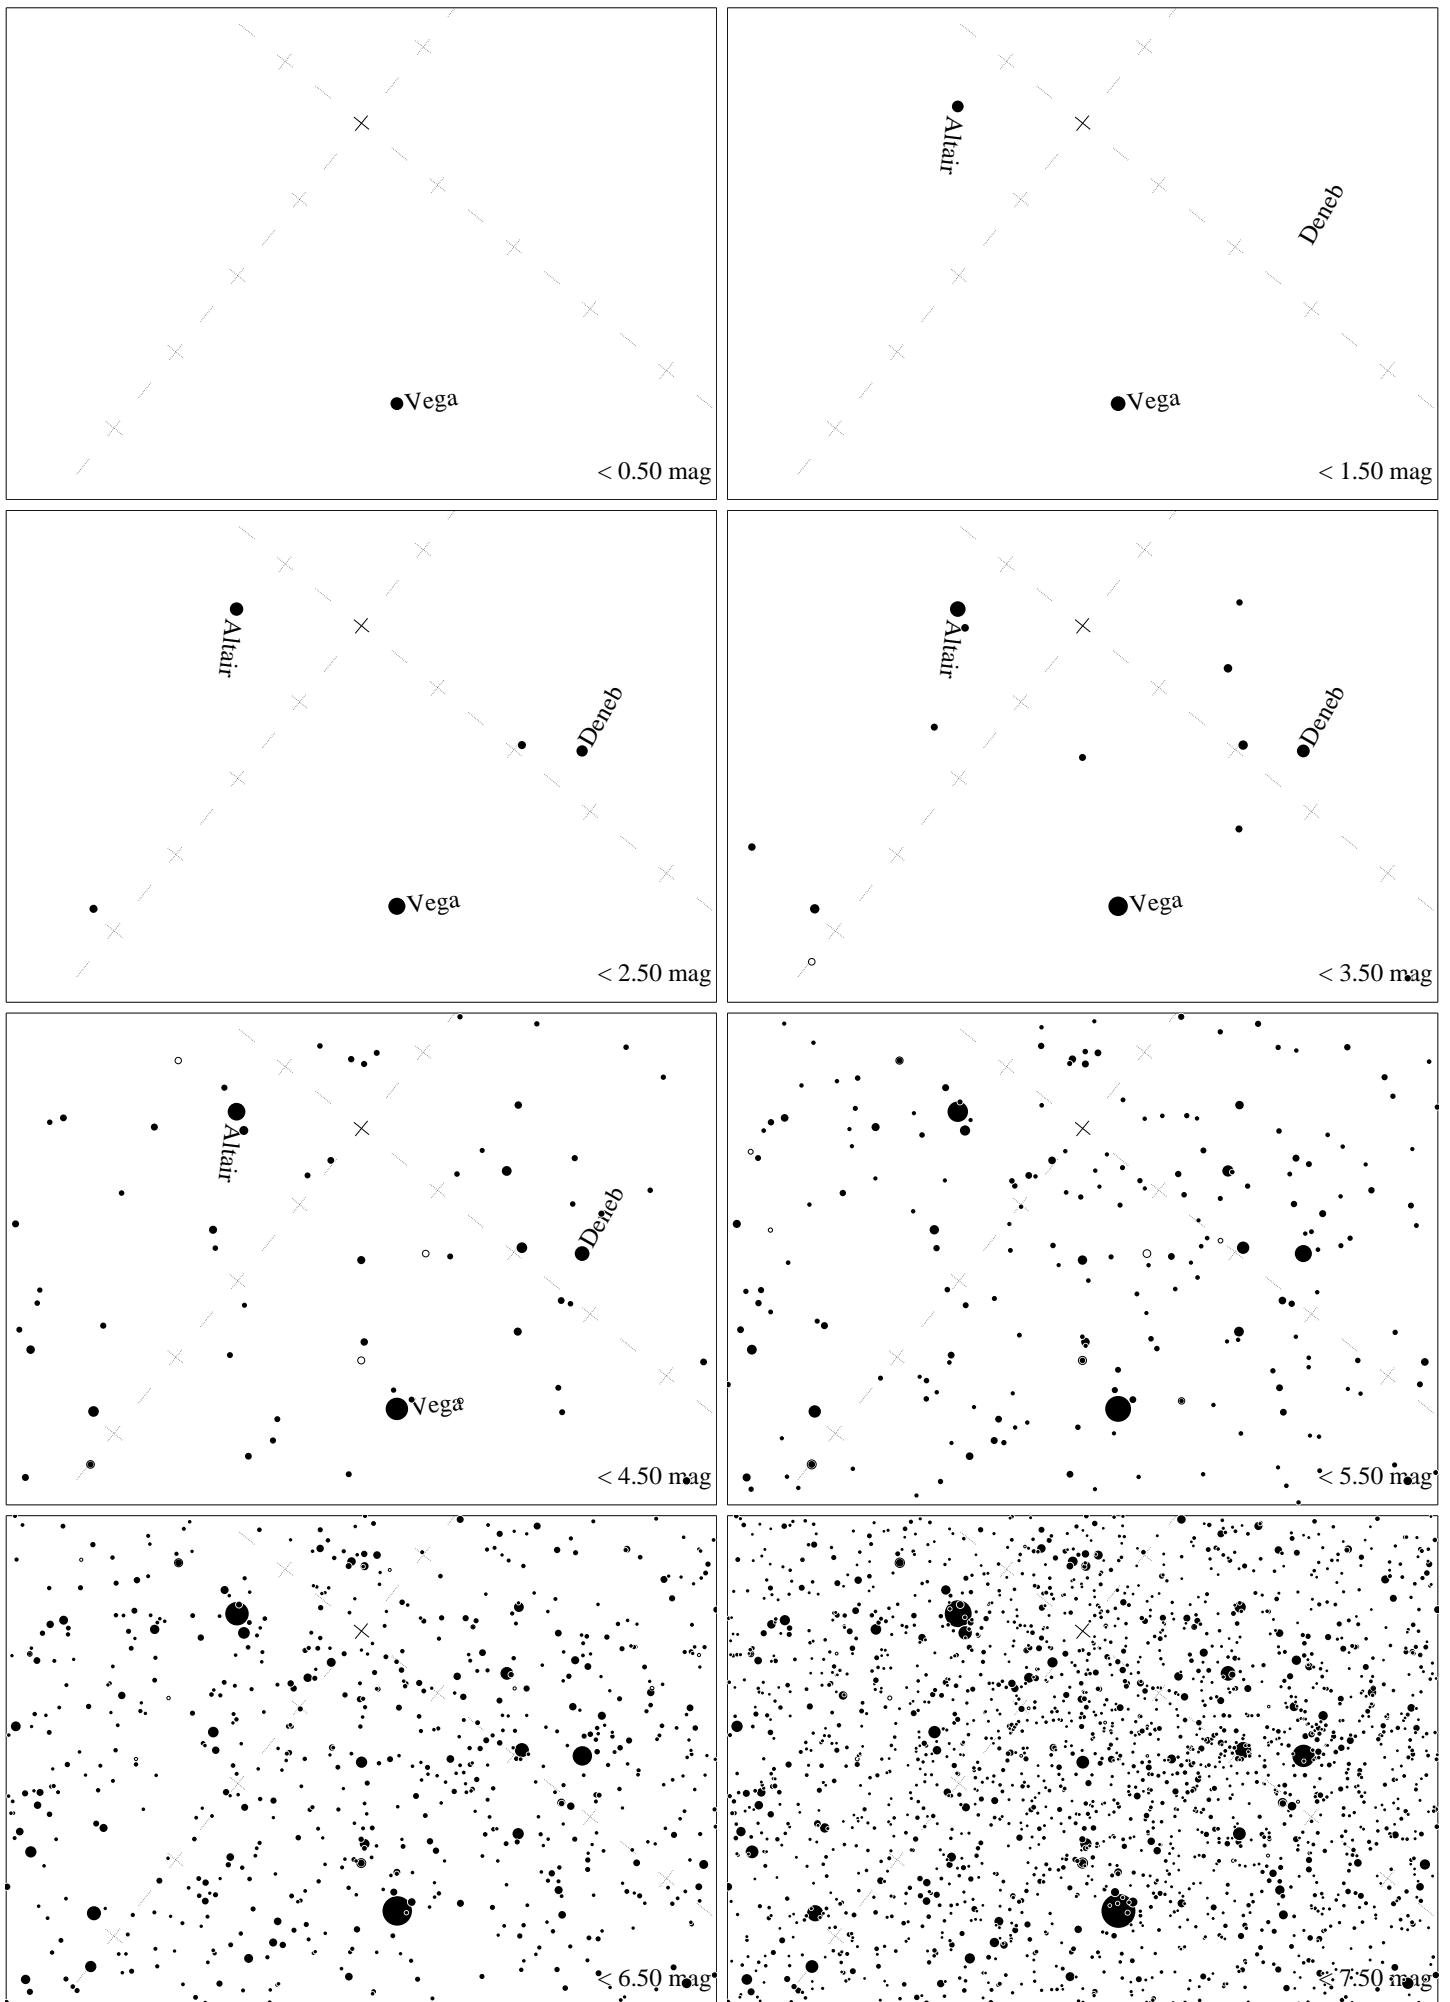 Vega
< 0.50 mag
Altair
Deneb
Vega
< 1.50 mag
Altair
Deneb
Vega
< 2.50 mag
Altair
Deneb
Vega
< 3.50 mag
Altair
Deneb
Vega
< 4.50 mag
< 5.50 mag
< 6.50 mag
< 7.50 mag